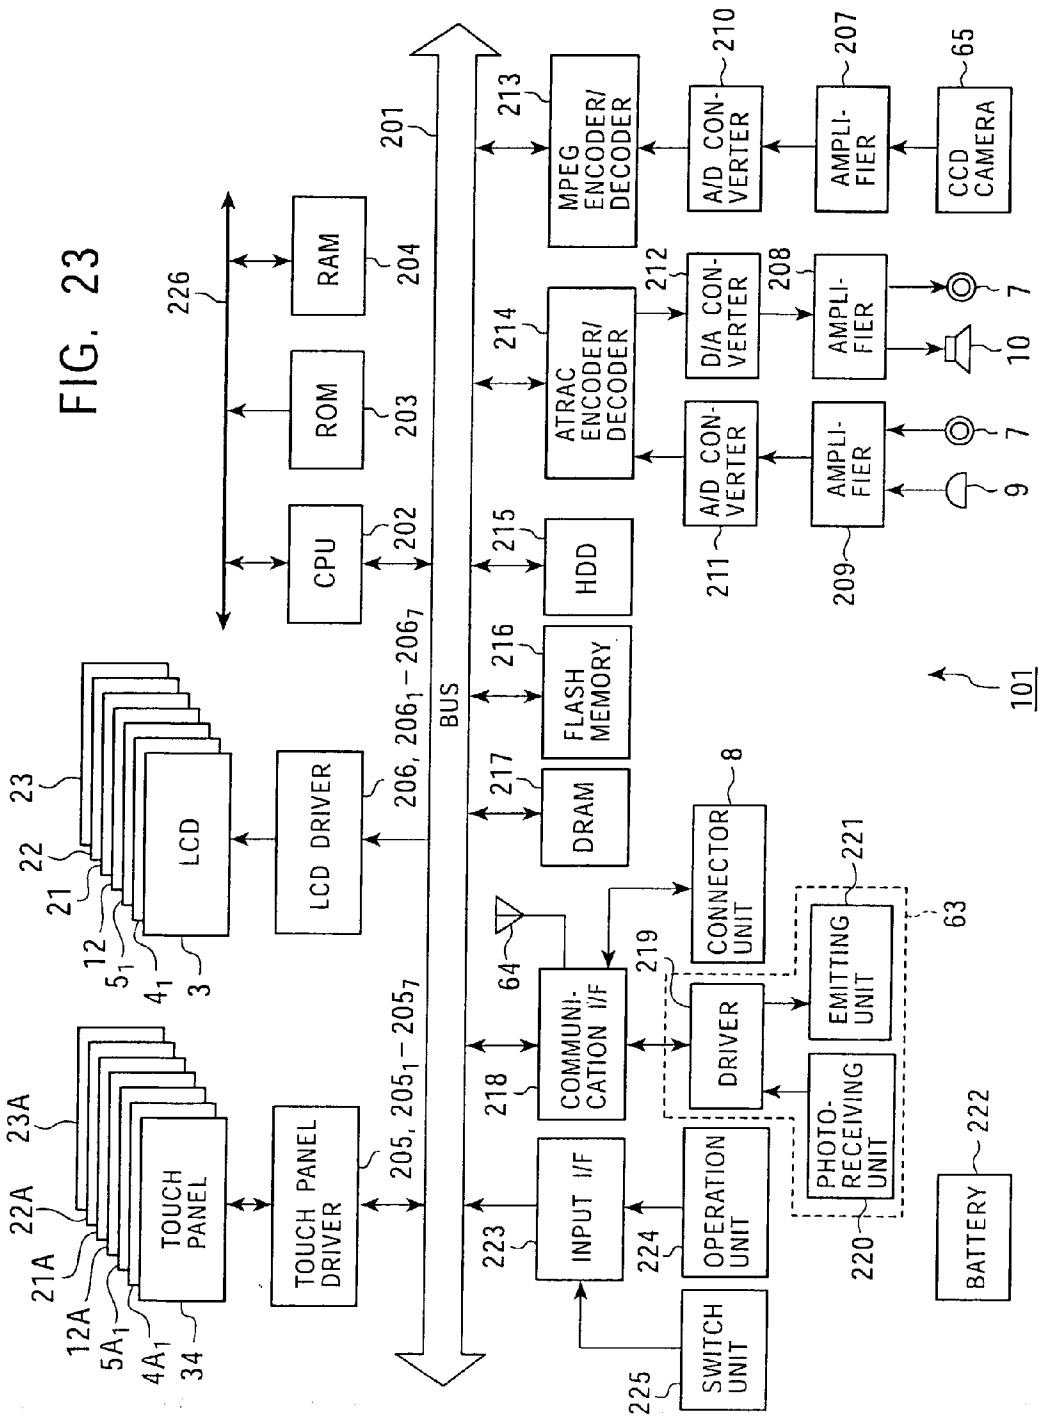 FIG. 23
23
22
21
12
5₁
4₁
3
LCD
LCD DRIVER
206, 206₁–206₇
23A
22A
21A
12A
5A₁
4A₁
34
TOUCH
PANEL
TOUCH PANEL
DRIVER
205, 205₁–205₇
226
CPU
202
ROM
203
RAM
204
201
BUS
223
INPUT I/F
224
OPERATION
UNIT
225
SWITCH
UNIT
218
COMMUNI-
CATION I/F
64
219
DRIVER
CONNECTOR
UNIT
8
PHOTO-
RECEIVING
UNIT
220
EMITTING
UNIT
221
63
BATTERY
222
217
DRAM
216
FLASH
MEMORY
215
HDD
214
ATRAC
ENCODER/
DECODER
213
MPEG
ENCODER/
DECODER
211
A/D CON-
VERTER
212
D/A CON-
VERTER
210
A/D CON-
VERTER
209
AMPLI-
FIER
208
AMPLI-
FIER
207
AMPLI-
FIER
65
CCD
CAMERA
9
7
10
7
101